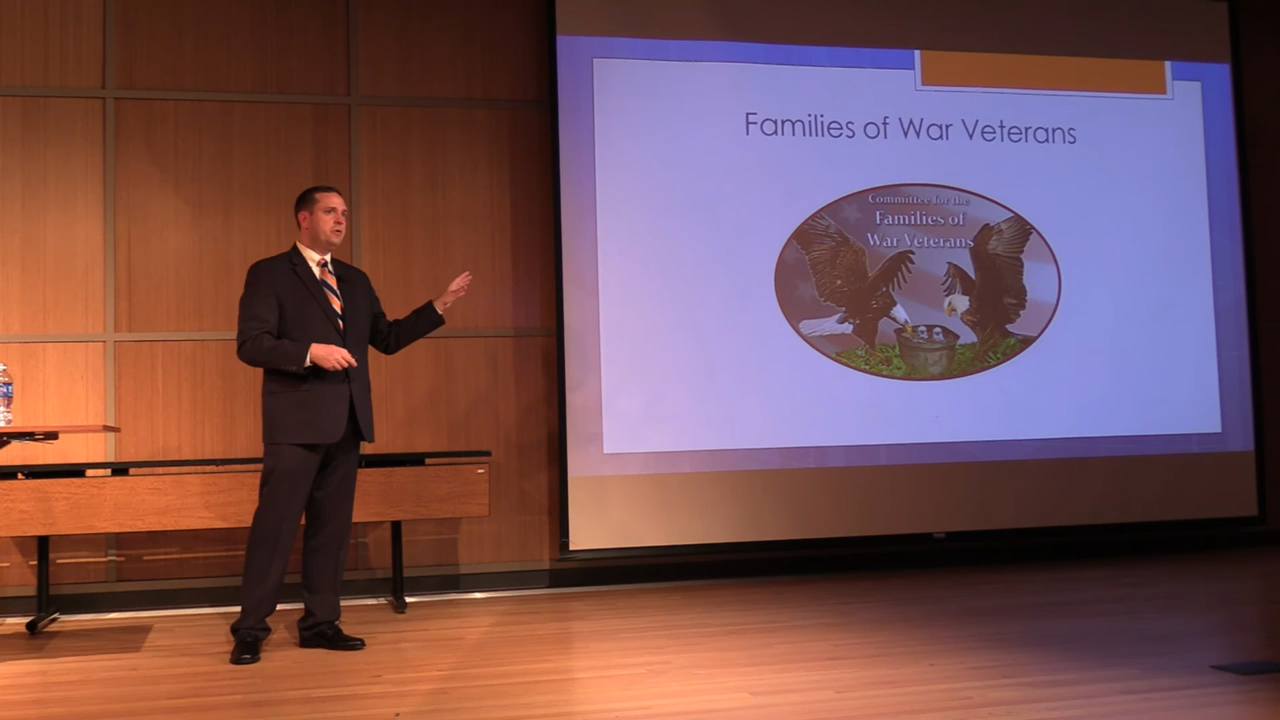 Families of War Veterans
Committee for the
Families of
War Veterans